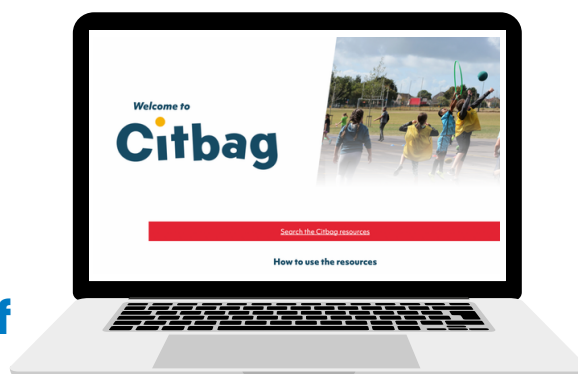 Welcome to
Citbag
Search the Citbag resources
How to use the resources
f